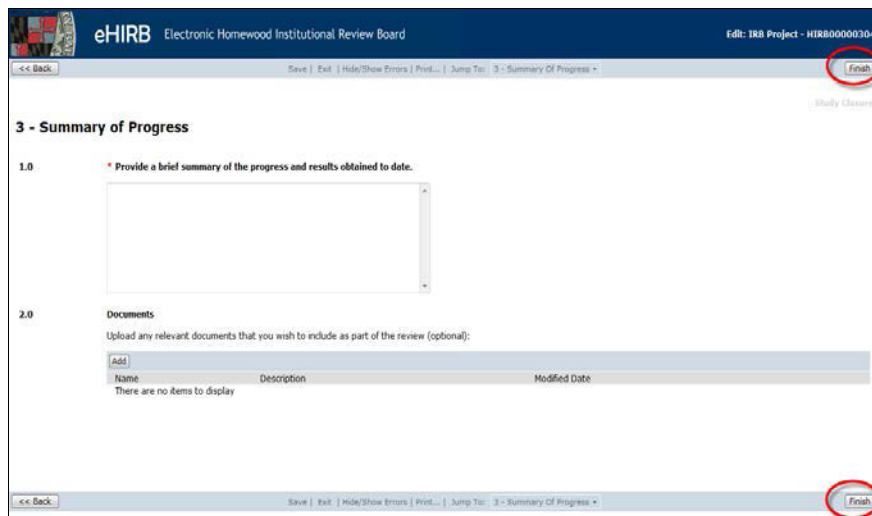 eHIRB Electronic Homewood Institutional Review Board Edit: IRB Project - HIRB0000030
<< Back Save | Exit | Hide/Show Errors | Print... | Jump To: 3 - Summary Of Progress Finish
Study Closure
3 - Summary of Progress
1.0 * Provide a brief summary of the progress and results obtained to date.
2.0 Documents
Upload any relevant documents that you wish to include as part of the review (optional):
Add
Name Description Modified Date
There are no items to display
<< Back Save | Exit | Hide/Show Errors | Print... | Jump To: 3 - Summary Of Progress Finish